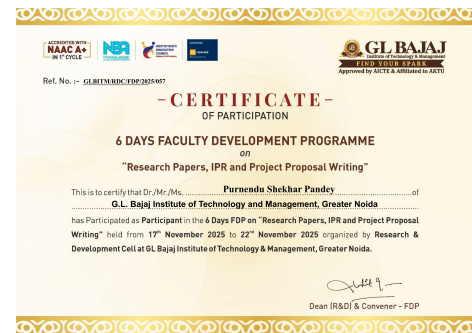 ACCREDITED WITH
NAAC A+
IN 1st CYCLE
NBA
INSTITUTION'S
INNOVATION
COUNCIL
GL BAJAJ
Institute of Technology & Management
FIND YOUR SPARK
Approved by AICTE & Affiliated to AKTU
Ref. No. :- GLBITM/RDC/FDP/2025/057
CERTIFICATE
OF PARTICIPATION
6 DAYS FACULTY DEVELOPMENT PROGRAMME
on
“Research Papers, IPR and Project Proposal Writing”
This is to certify that Dr./Mr./Ms. Purnendu Shekhar Pandey of
G.L. Bajaj Institute of Technology and Management, Greater Noida
has Participated as Participant in the 6 Days FDP on “Research Papers, IPR and Project Proposal
Writing” held from 17th November 2025 to 22nd November 2025 organized by Research &
Development Cell at GL Bajaj Institute of Technology & Management, Greater Noida.
Dean (R&D) & Convener - FDP